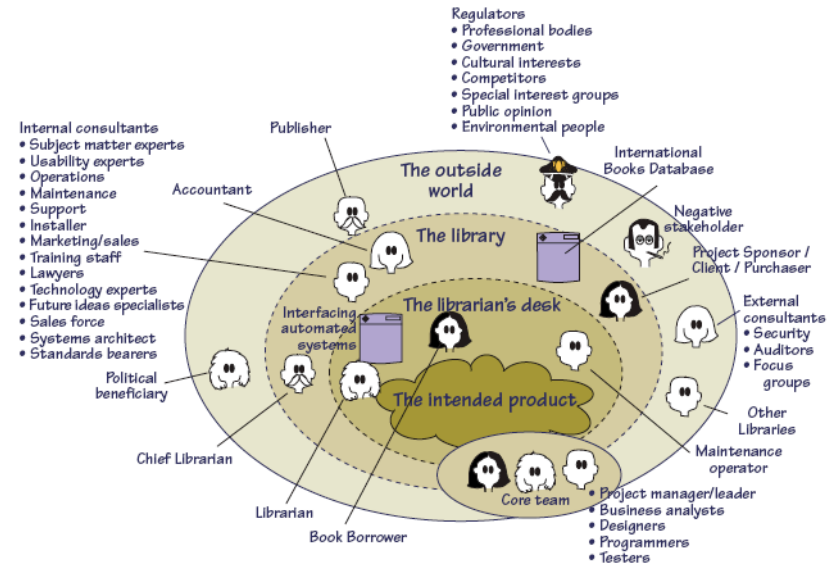 Regulators
• Professional bodies
• Government
• Cultural interests
• Competitors
• Special interest groups
• Public opinion
• Environmental people
Internal consultants
• Subject matter experts
• Usability experts
• Operations
• Maintenance
• Support
• Installer
• Marketing/sales
• Training staff
• Lawyers
• Technology experts
• Future ideas specialists
• Sales force
• Systems architect
• Standards bearers
Publisher
Accountant
The outside
world
International
Books Database
The library
Negative
stakeholder
Project Sponsor /
Client / Purchaser
The librarian's desk
Interfacing
automated
systems
External
consultants
• Security
• Auditors
• Focus
groups
Political
beneficiary
The intended product
Other
Libraries
Chief Librarian
Maintenance
operator
Librarian
Book Borrower
Core team
• Project manager/leader
• Business analysts
• Designers
• Programmers
• Testers